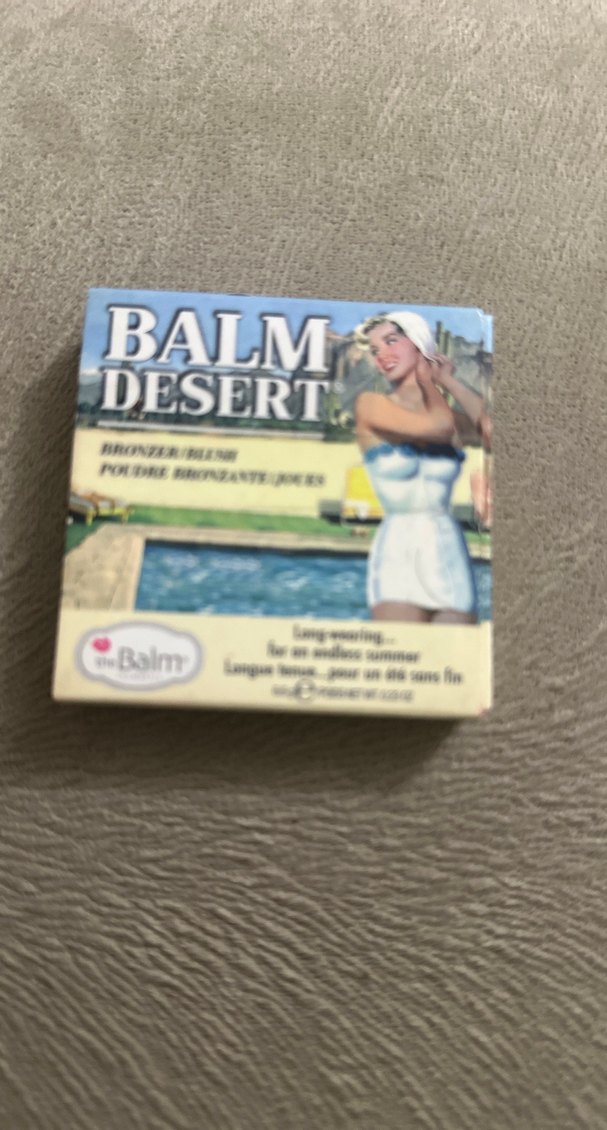 BALM
DESERT
BRONZER/BLUSH
POUDRE BRONZANTE/JOUES
theBalm
Long-wearing...
for an endless summer
Longue tenue...pour un été sans fin